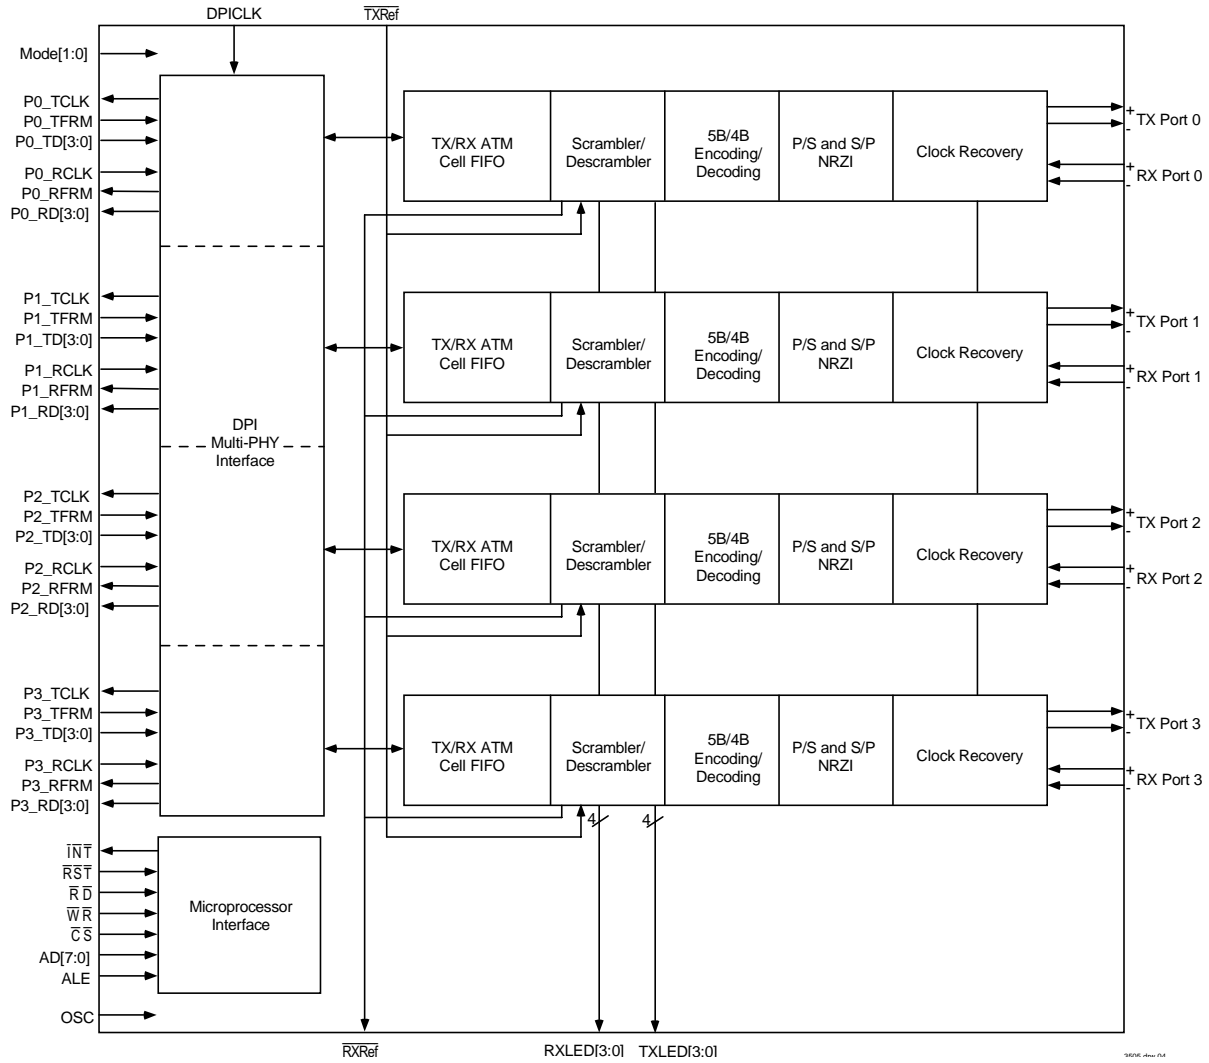 DPICLK
TXRef
Mode[1:0]
P0_TCLK
P0_TFRM
P0_TD[3:0]
P0_RCLK
P0_RFRM
P0_RD[3:0]
TX/RX ATM
Cell FIFO
Scrambler/
Descrambler
5B/4B
Encoding/
Decoding
P/S and S/P
NRZI
Clock Recovery
+
-
TX Port 0
+
-
RX Port 0
P1_TCLK
P1_TFRM
P1_TD[3:0]
P1_RCLK
P1_RFRM
P1_RD[3:0]
TX/RX ATM
Cell FIFO
Scrambler/
Descrambler
5B/4B
Encoding/
Decoding
P/S and S/P
NRZI
Clock Recovery
+
-
TX Port 1
+
-
RX Port 1
DPI
Multi-PHY
Interface
P2_TCLK
P2_TFRM
P2_TD[3:0]
P2_RCLK
P2_RFRM
P2_RD[3:0]
TX/RX ATM
Cell FIFO
Scrambler/
Descrambler
5B/4B
Encoding/
Decoding
P/S and S/P
NRZI
Clock Recovery
+
-
TX Port 2
+
-
RX Port 2
P3_TCLK
P3_TFRM
P3_TD[3:0]
P3_RCLK
P3_RFRM
P3_RD[3:0]
TX/RX ATM
Cell FIFO
Scrambler/
Descrambler
5B/4B
Encoding/
Decoding
P/S and S/P
NRZI
Clock Recovery
+
-
TX Port 3
+
-
RX Port 3
4
4
INT
RST
RD
WR
CS
AD[7:0]
ALE
Microprocessor
Interface
OSC
RXRef
RXLED[3:0]
TXLED[3:0]
3505 drw 04